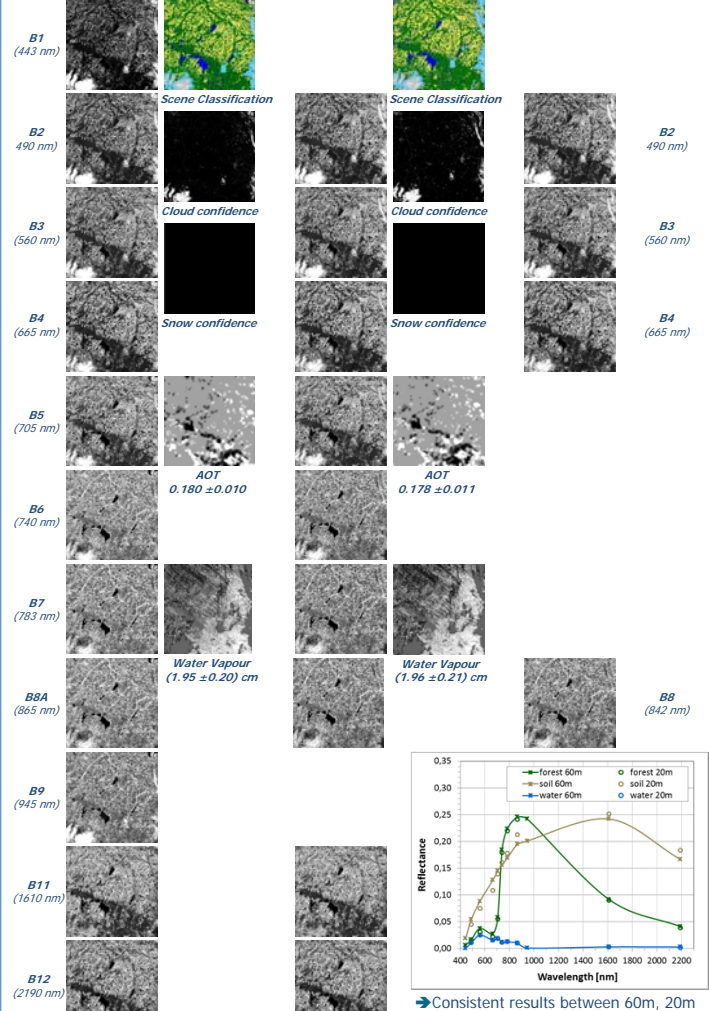 B1
(443 nm)
Scene Classification
Scene Classification
B2
490 nm)
B2
490 nm)
Cloud confidence
Cloud confidence
B3
(560 nm)
B3
(560 nm)
B4
(665 nm)
Snow confidence
Snow confidence
B4
(665 nm)
B5
(705 nm)
AOT
0.180 ±0.010
AOT
0.178 ±0.011
B6
(740 nm)
B7
(783 nm)
Water Vapour
(1.95 ±0.20) cm
Water Vapour
(1.96 ±0.21) cm
B8A
(865 nm)
B8
(842 nm)
B9
(945 nm)
B11
(1610 nm)
B12
(2190 nm)
0,35
0,30
0,25
0,20
0,15
0,10
0,05
0,00
Reflectance
forest 60m
forest 20m
soil 60m
soil 20m
water 60m
water 20m
400 600 800 1000 1200 1400 1600 1800 2000 2200
Wavelength [nm]
➔Consistent results between 60m, 20m